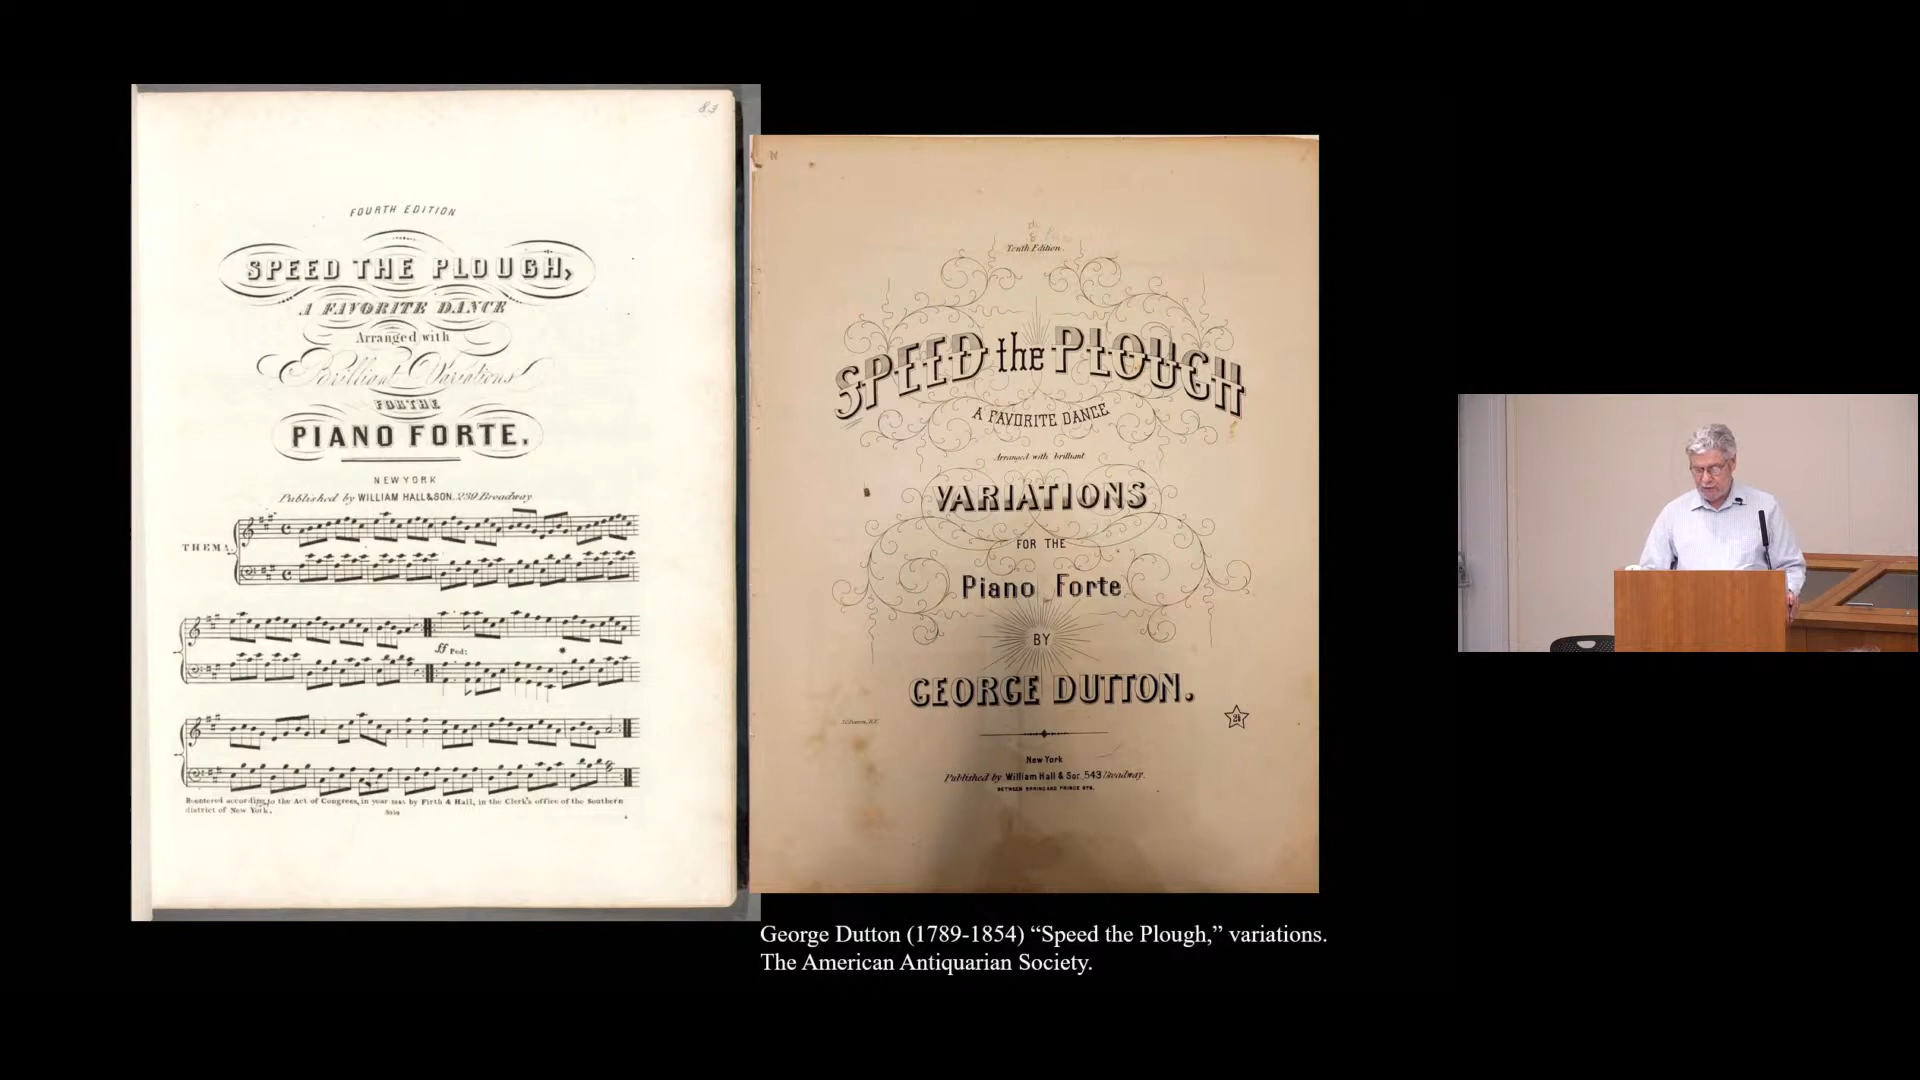 83
FOURTH EDITION
SPEED THE PLOUGH,
A FAVORITE DANCE
Arranged with
Brilliant Variations
FOR THE
PIANO FORTE.
NEW YORK
Published by WILLIAM HALL & SON. 239 Broadway
THEMA.
ff Ped:
Reentered according to the Act of Congress, in year by Firth & Hall, in the Clerk's office of the Southern
district of New York.
N
Tenth Edition.
SPEED the PLOUGH
A FAVORITE DANCE
Arranged with brilliant
VARIATIONS
FOR THE
Piano Forte
BY
GEORGE DUTTON.
New York
Published by William Hall & Son 543 Broadway.
BETWEEN SPRING AND PRINCE STS.
George Dutton (1789-1854) “Speed the Plough,” variations.
The American Antiquarian Society.